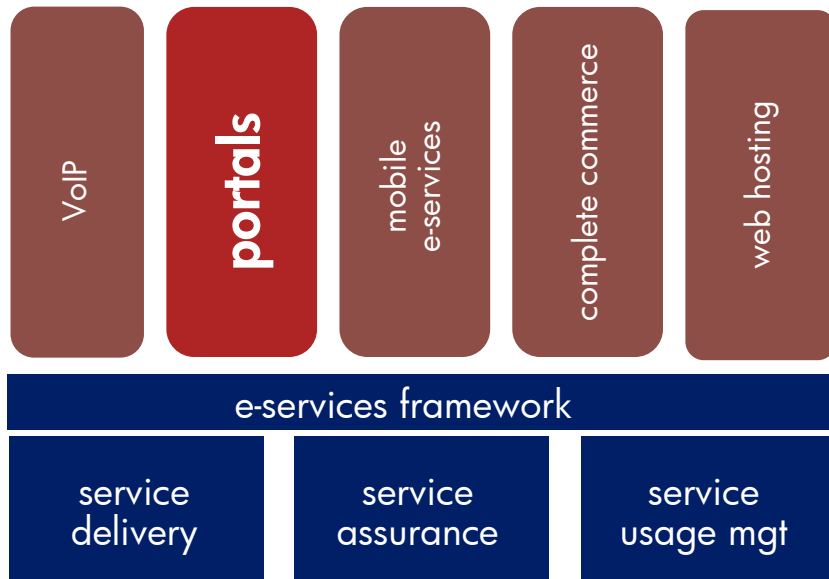 VoIP
portals
mobile
e-services
complete commerce
web hosting
e-services framework
service
delivery
service
assurance
service
usage mgt